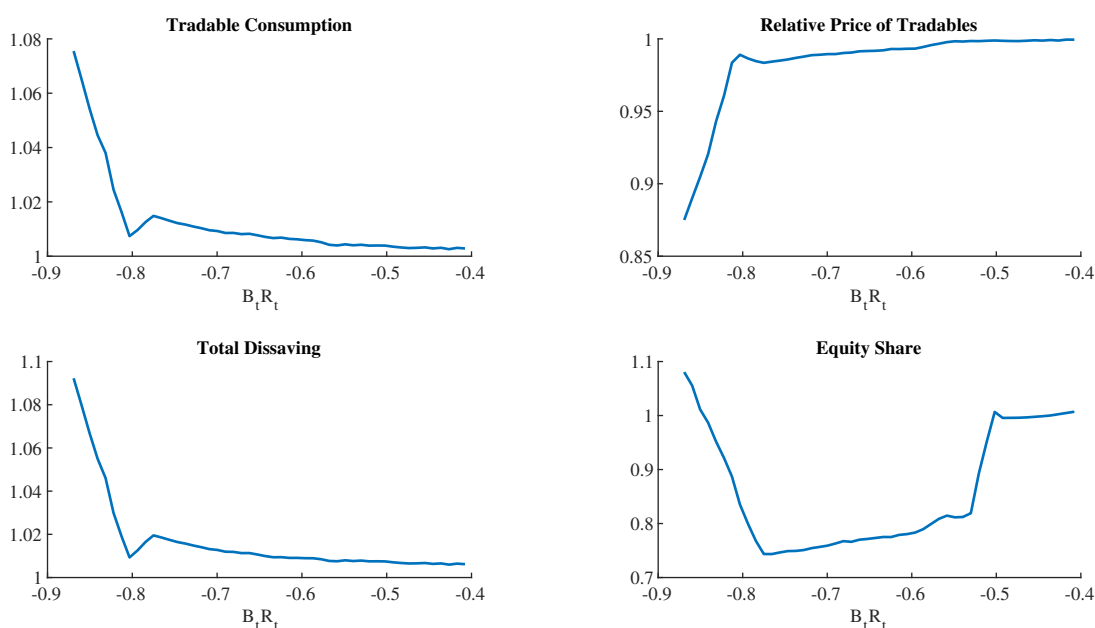 Tradable Consumption
1.08
1.06
1.04
1.02
1
-0.9 -0.8 -0.7 -0.6 -0.5 -0.4
B_tR_t
Relative Price of Tradables
1
0.95
0.9
0.85
-0.9 -0.8 -0.7 -0.6 -0.5 -0.4
B_tR_t
Total Dissaving
1.1
1.08
1.06
1.04
1.02
1
-0.9 -0.8 -0.7 -0.6 -0.5 -0.4
B_tR_t
Equity Share
1.1
1
0.9
0.8
0.7
-0.9 -0.8 -0.7 -0.6 -0.5 -0.4
B_tR_t